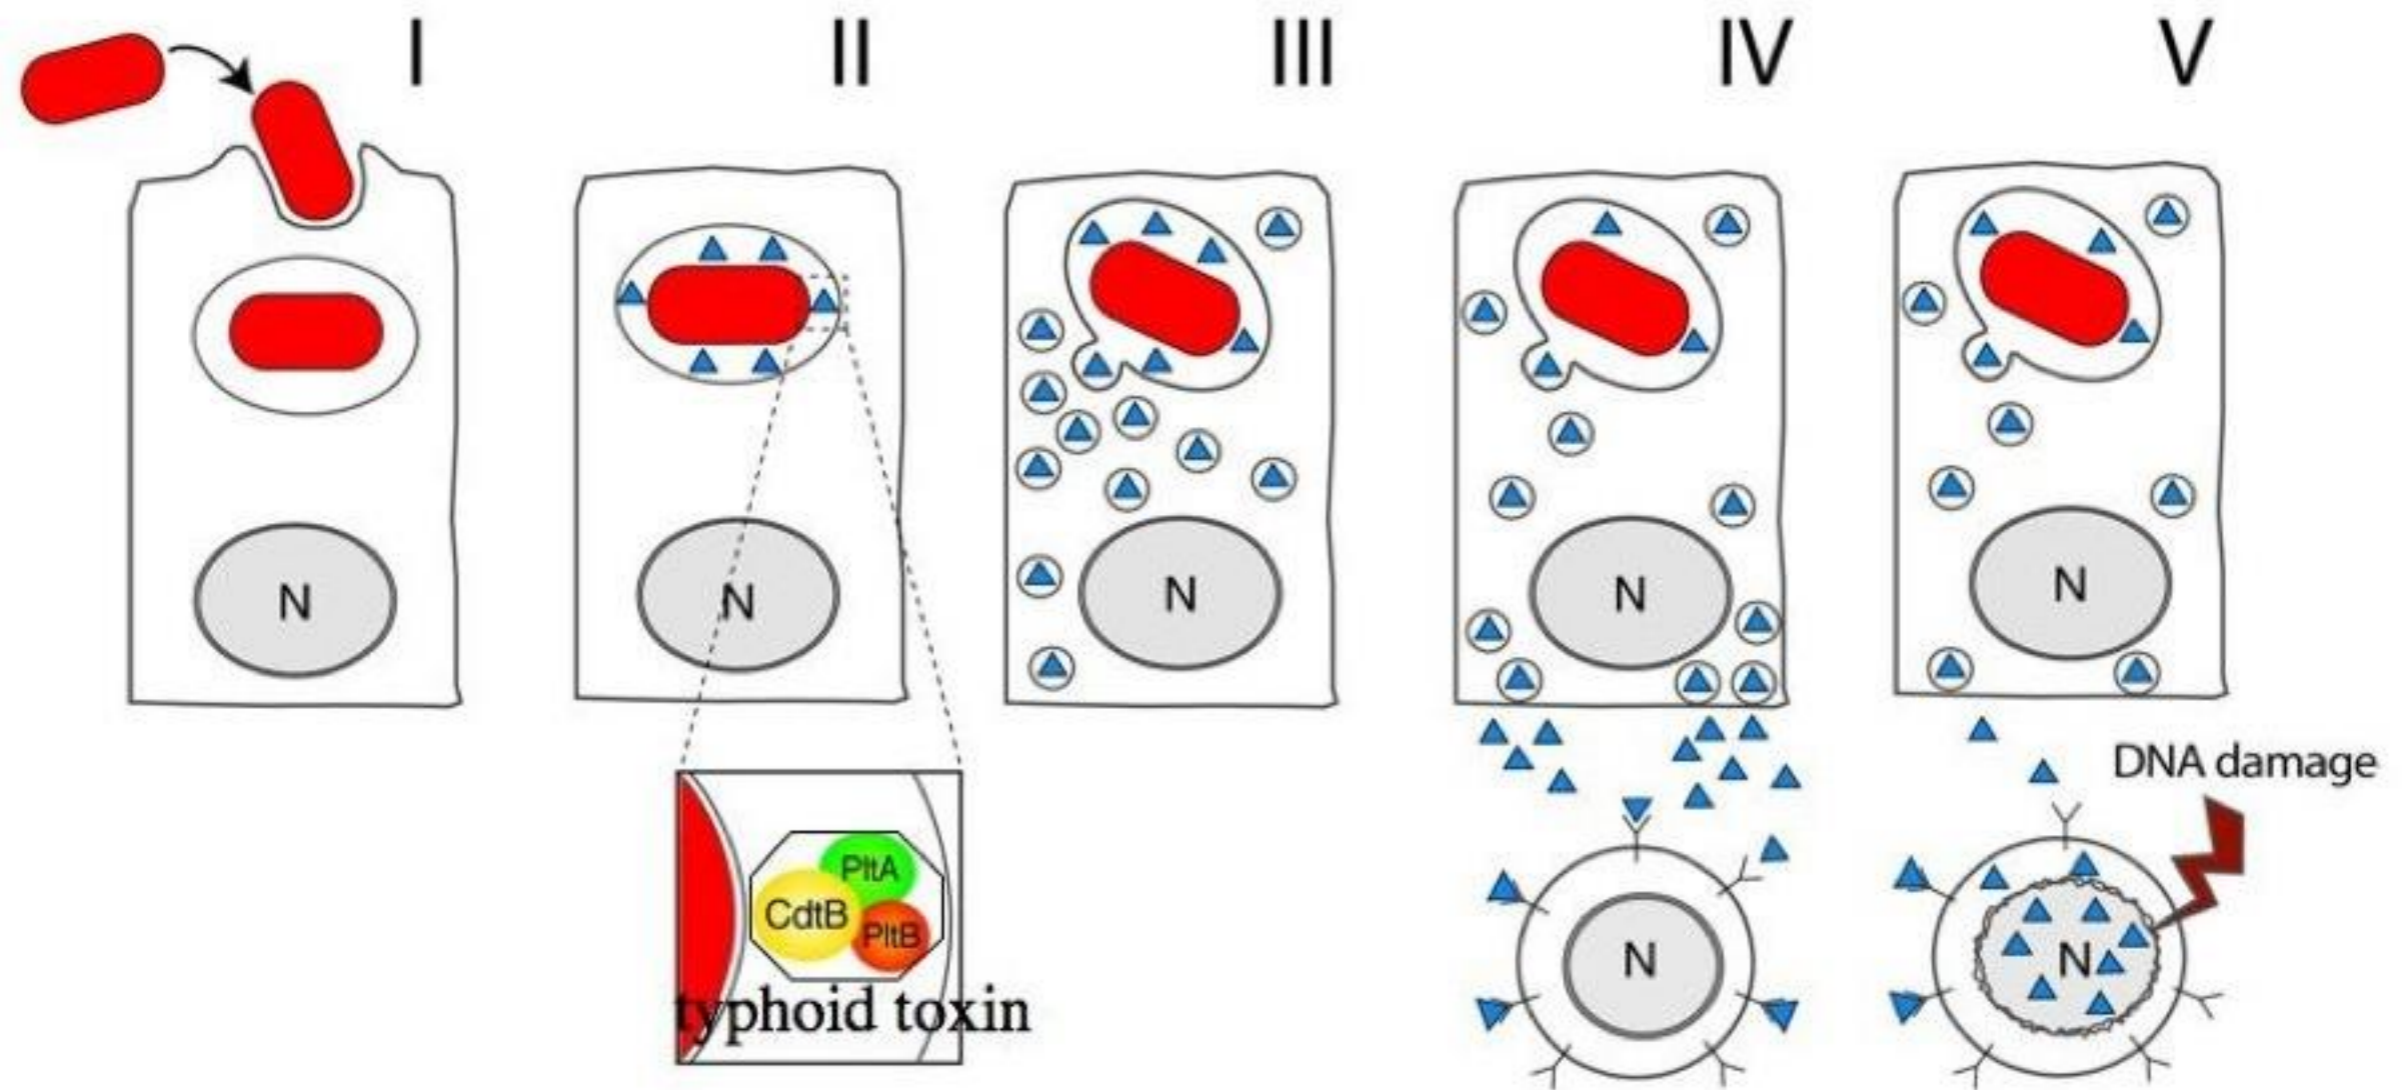 I
II
III
IV
V
N
N
N
N
N
DNA damage
PltA
CdtB
PltB
typhoid toxin
N
N